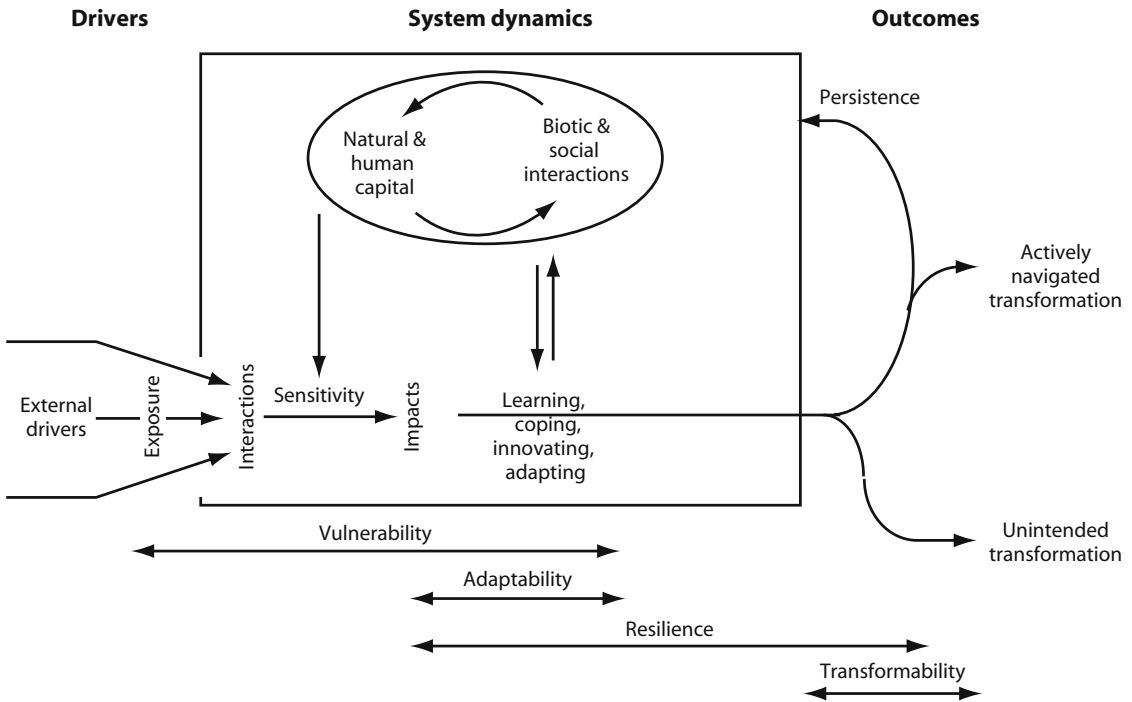 Drivers
System dynamics
Outcomes
Persistence
Natural &
human
capital
Biotic &
social
interactions
Actively
navigated
transformation
External
drivers
Exposure
Interactions
Sensitivity
Impacts
Learning,
coping,
innovating,
adapting
Unintended
transformation
Vulnerability
Adaptability
Resilience
Transformability